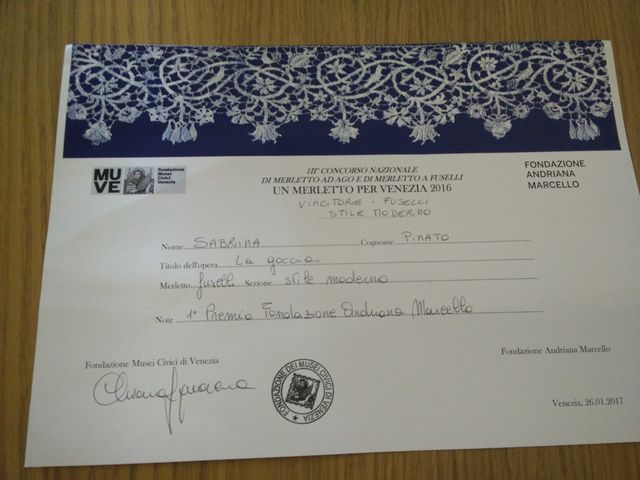 MUVE
Fondazione
Musei
Civici
Venezia
III° CONCORSO NAZIONALE
DI MERLETTO AD AGO E DI MERLETTO A FUSELLI
UN MERLETTO PER VENEZIA 2016
FONDAZIONE
ANDRIANA
MARCELLO
VINCITORIE - FUSELLI
STILE MODERNO
Nome SABRINA Cognome PINATO
Titolo dell'opera La goccia
Merletto fuselli Sezione stile moderno
Note 1° Premio Fondazione Andriana Marcello
Fondazione Musei Civici di Venezia
Fondazione Andriana Marcello
FONDAZIONE DEI MUSEI CIVICI DI VENEZIA
Venezia, 26.01.2017